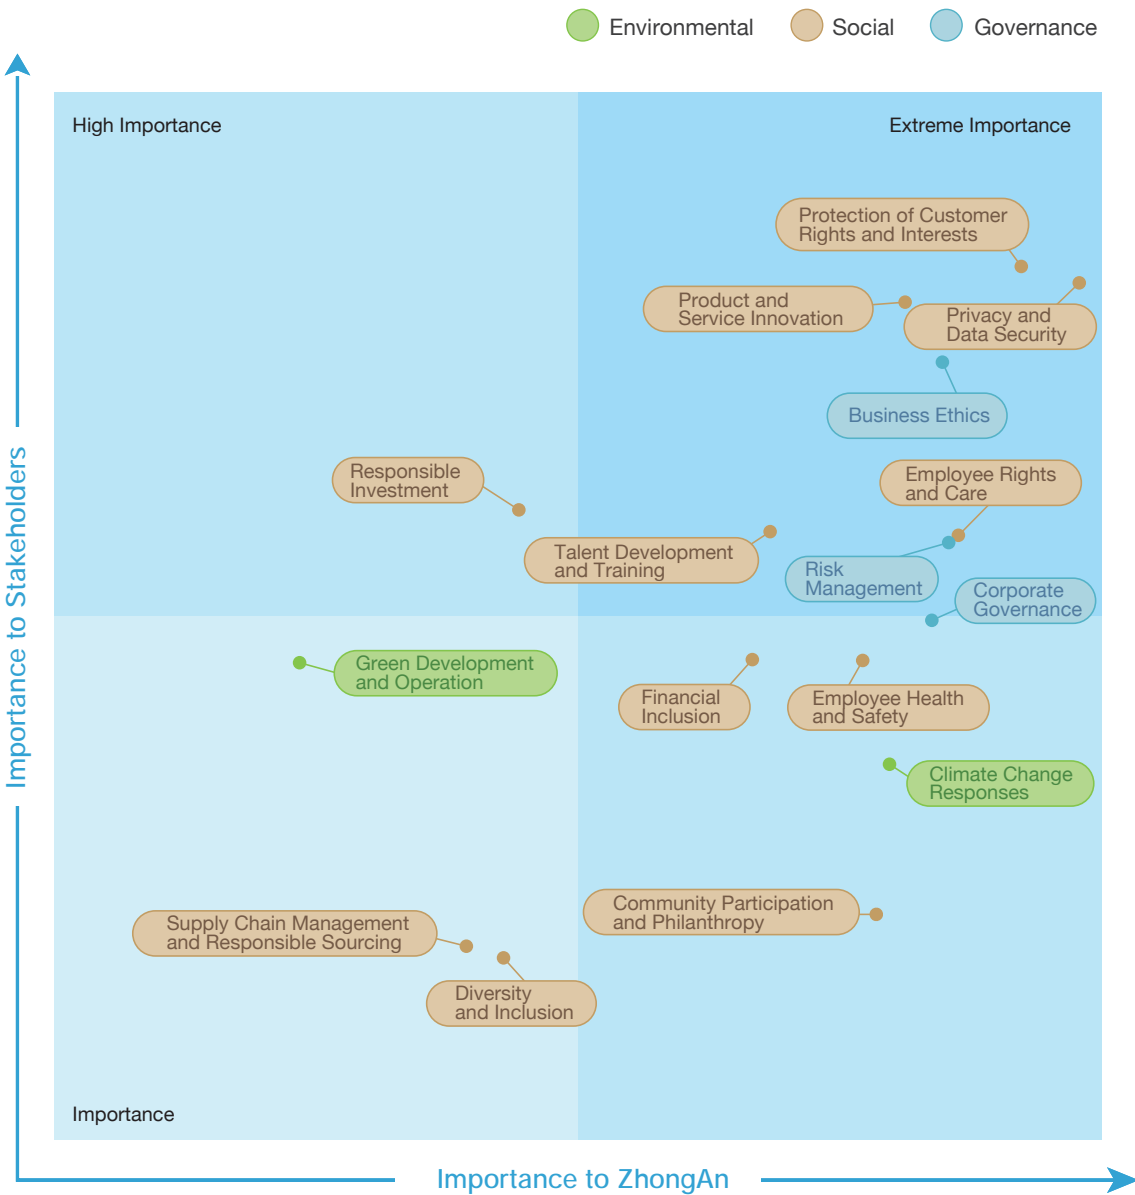 Environmental
Social
Governance
High Importance
Extreme Importance
Protection of Customer
Rights and Interests
Product and
Service Innovation
Privacy and
Data Security
Business Ethics
Responsible
Investment
Employee Rights
and Care
Talent Development
and Training
Risk
Management
Corporate
Governance
Green Development
and Operation
Financial
Inclusion
Employee Health
and Safety
Climate Change
Responses
Community Participation
and Philanthropy
Supply Chain Management
and Responsible Sourcing
Diversity
and Inclusion
Importance
Importance to Stakeholders
Importance to ZhongAn